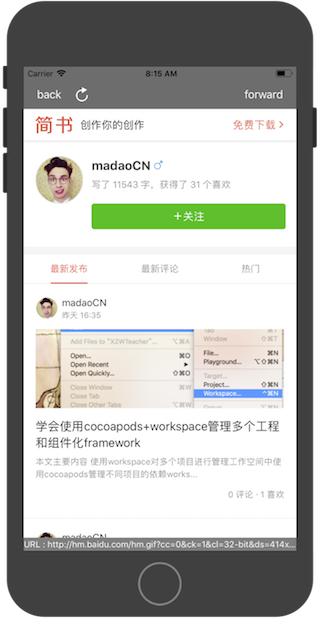 Carrier 8:15 AM
back forward
简书 创作你的创作 免费下载 >
madaoCN ♂
写了 11543 字，获得了 31 个喜欢
＋关注
最新发布 最新评论 热门
madaoCN
昨天 16:35
Add Files to "XZWTeacher"... ⌥⌘A
Open... ⌘O
Open Recent ▶
Open Quickly... ⇧⌘O
Close Window ⌘W
Close Tab
Close Other Tabs ⌥⌘W
Tab ⌘T
Window ⇧⌘T
File... ⌘N
Playground... ⌥⇧⌘N
Target...
Project... ⇧⌘N
Workspace... ^⌘N
学会使用cocoapods+workspace管理多个工程
和组件化framework
本文主要内容 使用workspace对多个项目进行管理工作空间中使
用cocoapods管理不同项目的依赖works...
0 评论 · 1 喜欢
madaoCN
URL : http://hm.baidu.com/hm.gif?cc=0&ck=1&cl=32-bit&ds=414x...